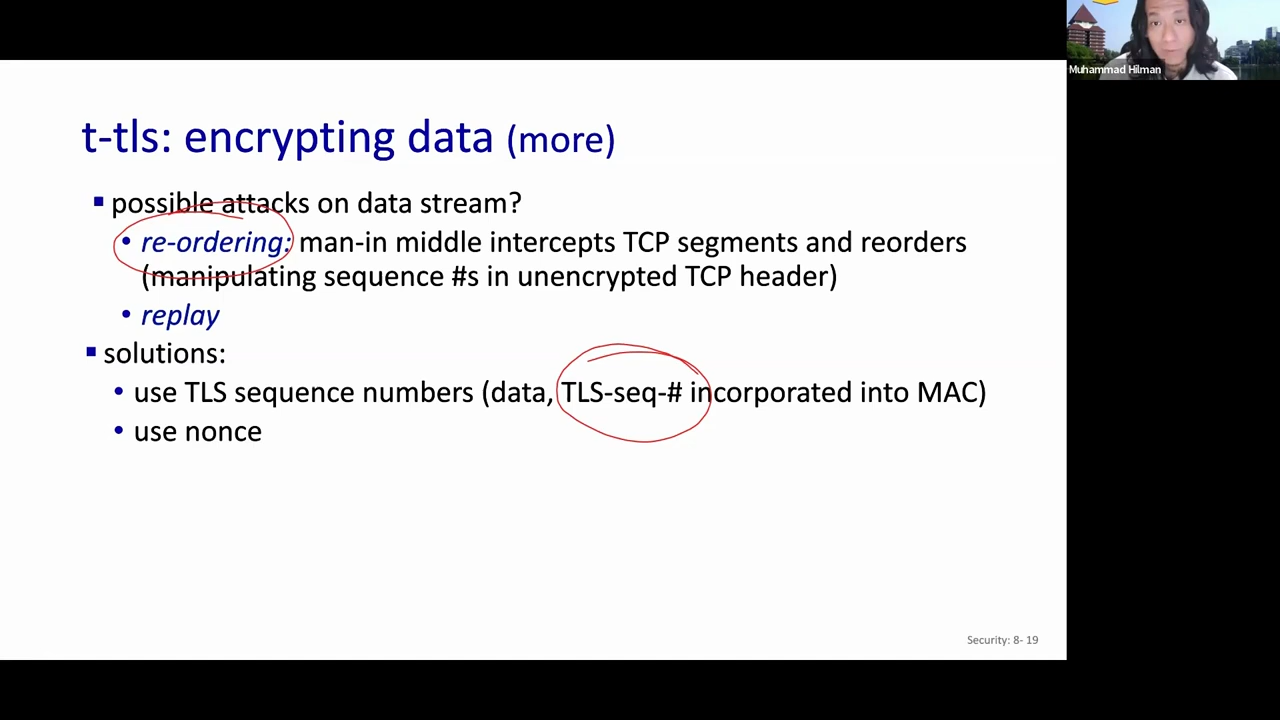 Muhammad Hilman
t-tls: encrypting data (more)
▪ possible attacks on data stream?
• re-ordering: man-in middle intercepts TCP segments and reorders
(manipulating sequence #s in unencrypted TCP header)
• replay
▪ solutions:
• use TLS sequence numbers (data, TLS-seq-# incorporated into MAC)
• use nonce
Security: 8- 19